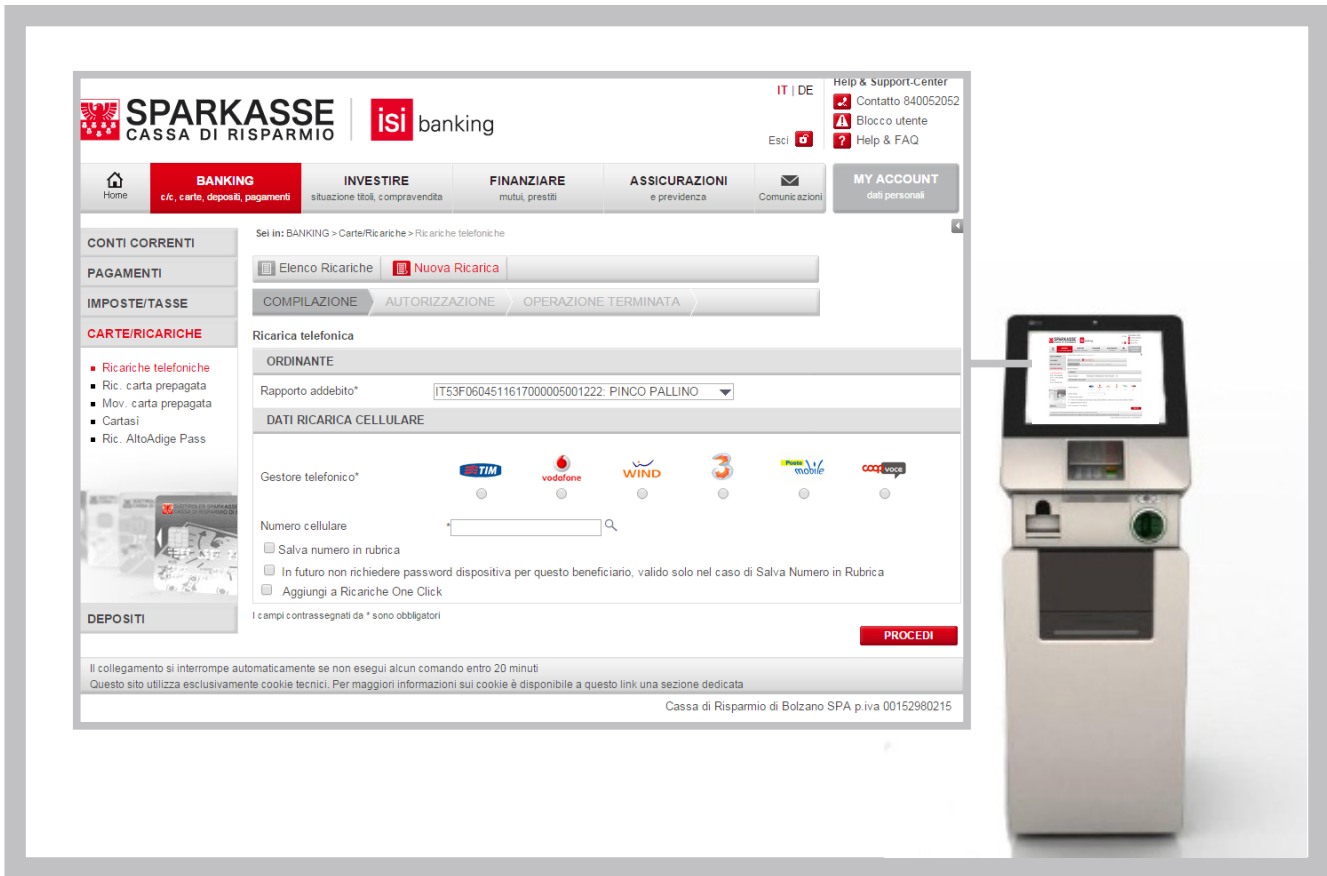 SPARKASSE
CASSA DI RISPARMIO
isi banking
IT | DE
Esci
Help & Support-Center
Contatto 840052052
Blocco utente
Help & FAQ
Home
BANKING
c/c, carte, depositi, pagamenti
INVESTIRE
situazione titoli, compravendita
FINANZIARE
mutui, prestiti
ASSICURAZIONI
e previdenza
Comunicazioni
MY ACCOUNT
dati personali
CONTI CORRENTI
PAGAMENTI
IMPOSTE/TASSE
CARTE/RICARICHE
Ricariche telefoniche
Ric. carta prepagata
Mov. carta prepagata
Cartasi
Ric. AltoAdige Pass
DEPOSITI
Sei in: BANKING > Carte/Ricariche > Ricariche telefoniche
Elenco Ricariche
Nuova Ricarica
COMPILAZIONE
AUTORIZZAZIONE
OPERAZIONE TERMINATA
Ricarica telefonica
ORDINANTE
Rapporto addebito* IT53F0604511617000005001222: PINCO PALLINO
DATI RICARICA CELLULARE
Gestore telefonico*
TIM
vodafone
WIND
3
Poste mobile
coop voce
Numero cellulare *
Salva numero in rubrica
In futuro non richiedere password dispositiva per questo beneficiario, valido solo nel caso di Salva Numero in Rubrica
Aggiungi a Ricariche One Click
I campi contrassegnati da * sono obbligatori
PROCEDI
Il collegamento si interrompe automaticamente se non esegui alcun comando entro 20 minuti
Questo sito utilizza esclusivamente cookie tecnici. Per maggiori informazioni sui cookie è disponibile a questo link una sezione dedicata
Cassa di Risparmio di Bolzano SPA p.iva 00152980215